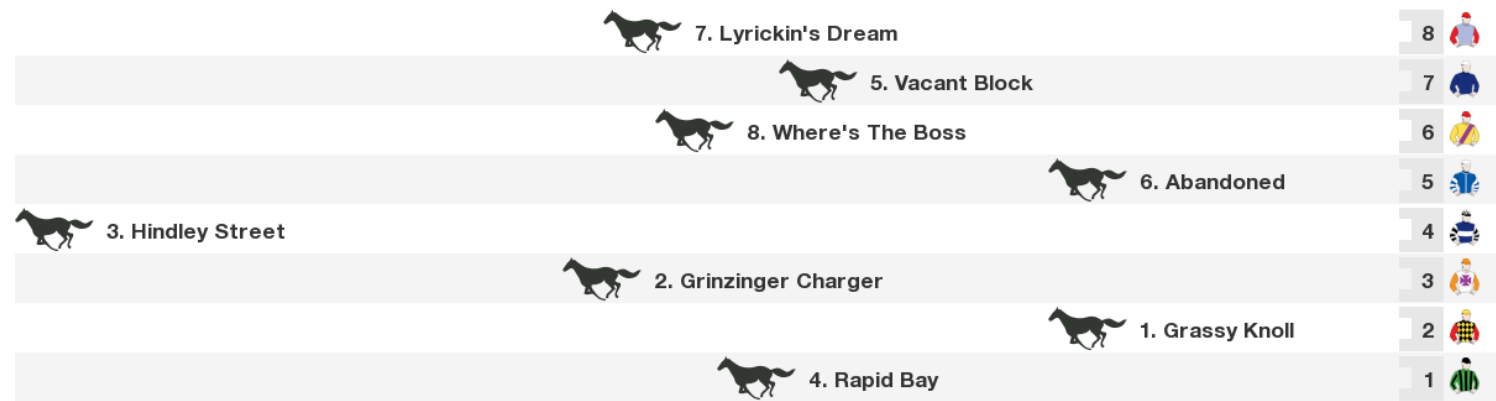 7. Lyrickin's Dream 8
5. Vacant Block 7
8. Where's The Boss 6
6. Abandoned 5
3. Hindley Street 4
2. Grinzinger Charger 3
1. Grassy Knoll 2
4. Rapid Bay 1